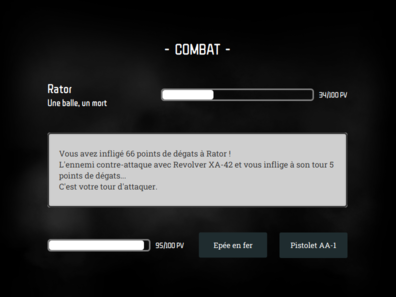 - COMBAT -
Rator
Une balle, un mort
34/100 PV
Vous avez infligé 66 points de dégats à Rator !
L'ennemi contre-attaque avec Revolver XA-42 et vous inflige à son tour 5
points de dégats...
C'est votre tour d'attaquer.
95/100 PV
Epée en fer
Pistolet AA-1